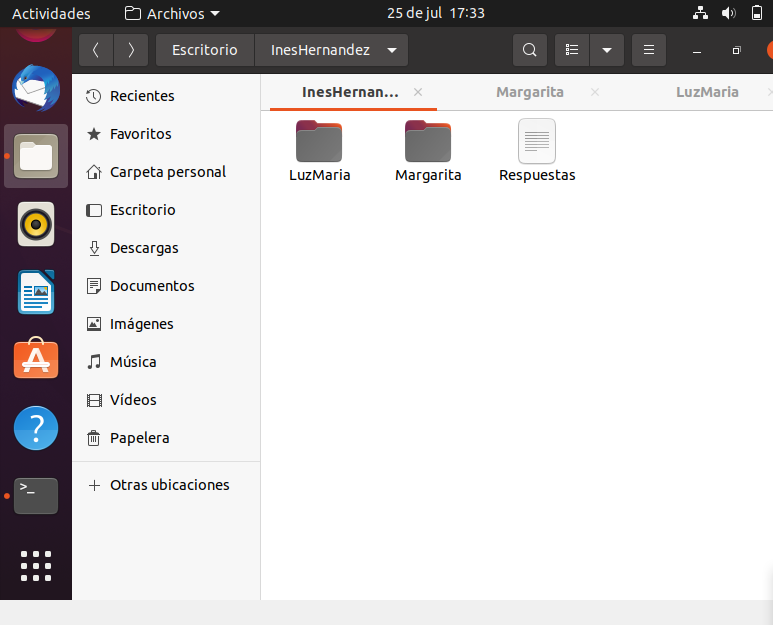 Actividades Archivos 25 de jul 17:33
Escritorio InesHernandez
InesHernan... Margarita LuzMaria
Recientes
Favoritos
Carpeta personal
Escritorio
Descargas
Documentos
Imágenes
Música
Vídeos
Papelera
Otras ubicaciones
LuzMaria Margarita Respuestas